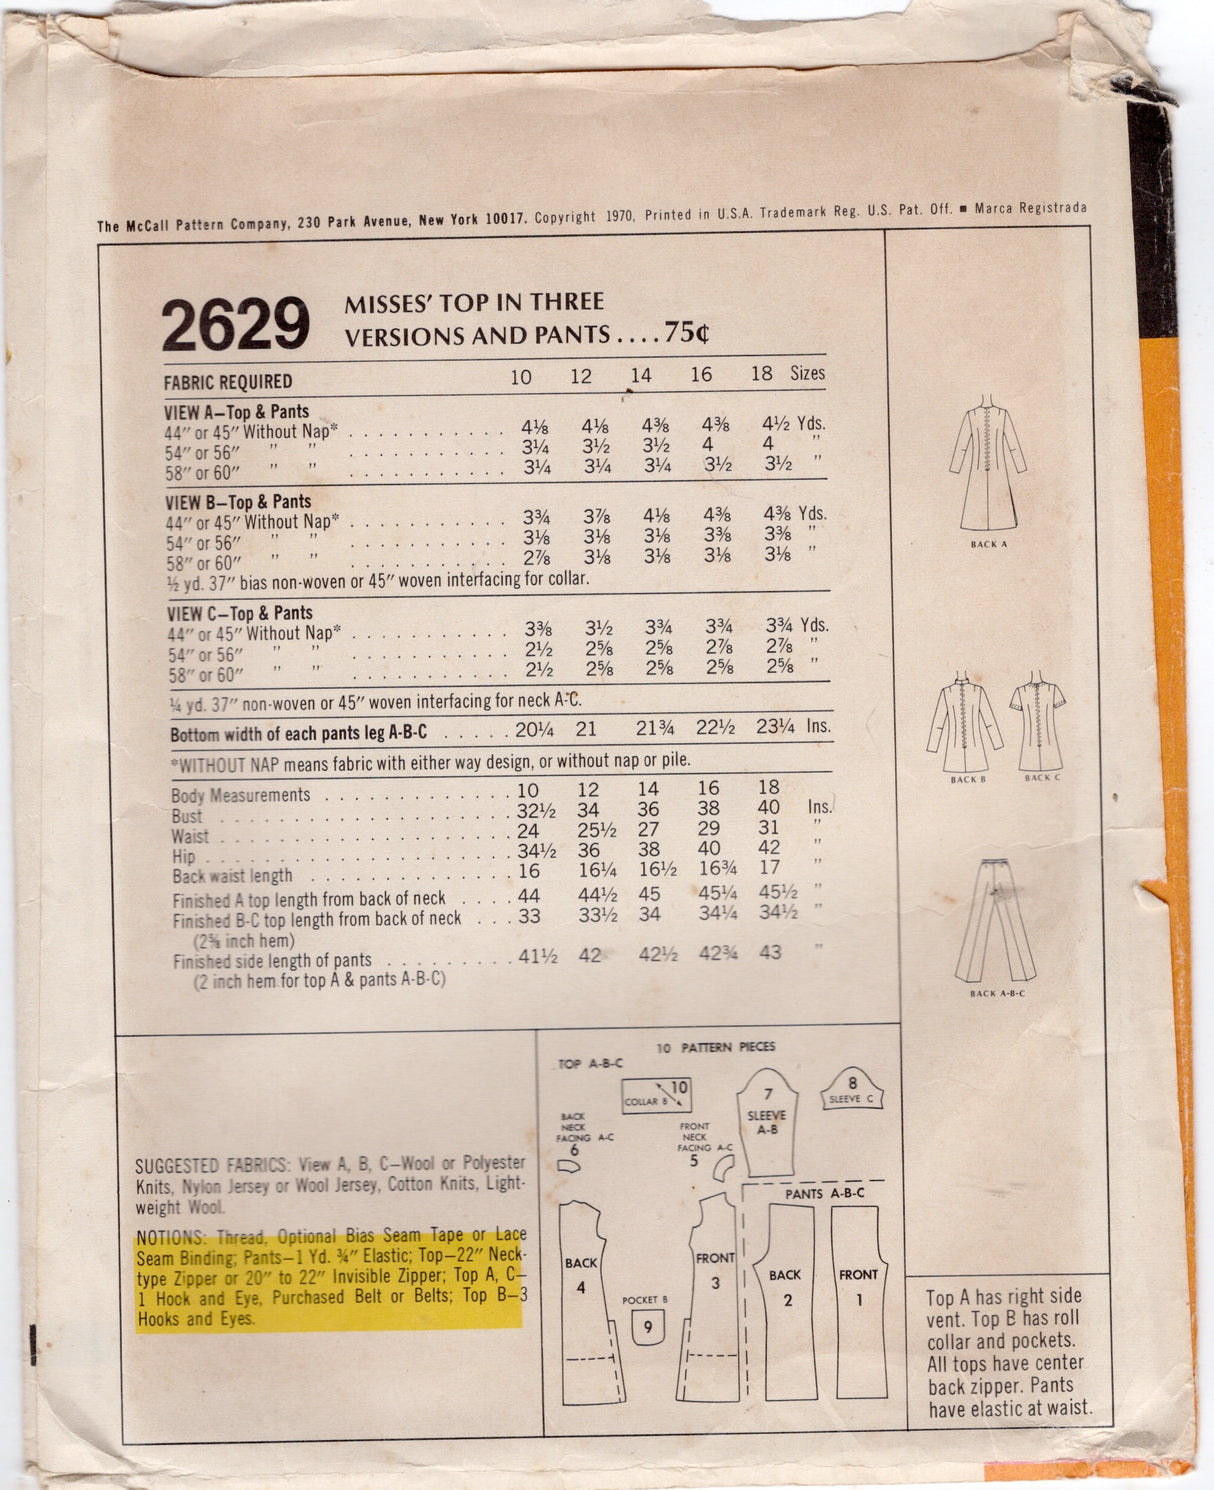 The McCall Pattern Company, 230 Park Avenue, New York 10017. Copyright 1970, Printed in U.S.A. Trademark Reg. U.S. Pat. Off. ■ Marca Registrada
2629
MISSES' TOP IN THREE
VERSIONS AND PANTS....75¢
FABRIC REQUIRED 10 12 14 16 18 Sizes
VIEW A—Top & Pants
44" or 45" Without Nap* . . . . . . . . . . . 4⅛ 4⅛ 4⅜ 4⅜ 4½ Yds.
54" or 56" " " . . . . . . . . . . . 3¼ 3½ 3½ 4 4 "
58" or 60" " " . . . . . . . . . . . 3¼ 3¼ 3¼ 3½ 3½ "
VIEW B—Top & Pants
44" or 45" Without Nap* . . . . . . . . . . . 3¾ 3⅞ 4⅛ 4⅜ 4⅜ Yds.
54" or 56" " " . . . . . . . . . . . 3⅛ 3⅛ 3⅛ 3⅜ 3⅜ "
58" or 60" " " . . . . . . . . . . . 2⅞ 3⅛ 3⅛ 3⅛ 3⅛ "
½ yd. 37" bias non-woven or 45" woven interfacing for collar.
VIEW C—Top & Pants
44" or 45" Without Nap* . . . . . . . . . . . 3⅜ 3½ 3¾ 3¾ 3¾ Yds.
54" or 56" " " . . . . . . . . . . . 2½ 2⅝ 2⅝ 2⅞ 2⅞ "
58" or 60" " " . . . . . . . . . . . 2½ 2⅝ 2⅝ 2⅝ 2⅝ "
¼ yd. 37" non-woven or 45" woven interfacing for neck A-C.
Bottom width of each pants leg A-B-C . . . . . 20¼ 21 21¾ 22½ 23¼ Ins.
*WITHOUT NAP means fabric with either way design, or without nap or pile.
Body Measurements . . . . . . . . . . . . . 10 12 14 16 18
Bust . . . . . . . . . . . . . . . . . . . . 32½ 34 36 38 40 Ins.
Waist . . . . . . . . . . . . . . . . . . . 24 25½ 27 29 31 "
Hip . . . . . . . . . . . . . . . . . . . . 34½ 36 38 40 42 "
Back waist length . . . . . . . . . . . . . . 16 16¼ 16½ 16¾ 17 "
Finished A top length from back of neck . . . . 44 44½ 45 45¼ 45½ "
Finished B-C top length from back of neck . . . 33 33½ 34 34¼ 34½ "
(2⅝ inch hem)
Finished side length of pants . . . . . . . . . 41½ 42 42½ 42¾ 43 "
(2 inch hem for top A & pants A-B-C)
BACK A
BACK B
BACK C
BACK A-B-C
SUGGESTED FABRICS: View A, B, C—Wool or Polyester
Knits, Nylon Jersey or Wool Jersey, Cotton Knits, Light-
weight Wool.
NOTIONS: Thread, Optional Bias Seam Tape or Lace
Seam Binding; Pants—1 Yd. ¾" Elastic; Top—22" Neck-
type Zipper or 20" to 22" Invisible Zipper; Top A, C—
1 Hook and Eye, Purchased Belt or Belts; Top B—3
Hooks and Eyes.
10 PATTERN PIECES
TOP A-B-C
10
COLLAR B
7
SLEEVE
A-B
8
SLEEVE C
BACK
NECK
FACING A-C
6
FRONT
NECK
FACING A-C
5
PANTS A-B-C
BACK
4
FRONT
3
POCKET B
9
BACK
2
FRONT
1
Top A has right side
vent. Top B has roll
collar and pockets.
All tops have center
back zipper. Pants
have elastic at waist.